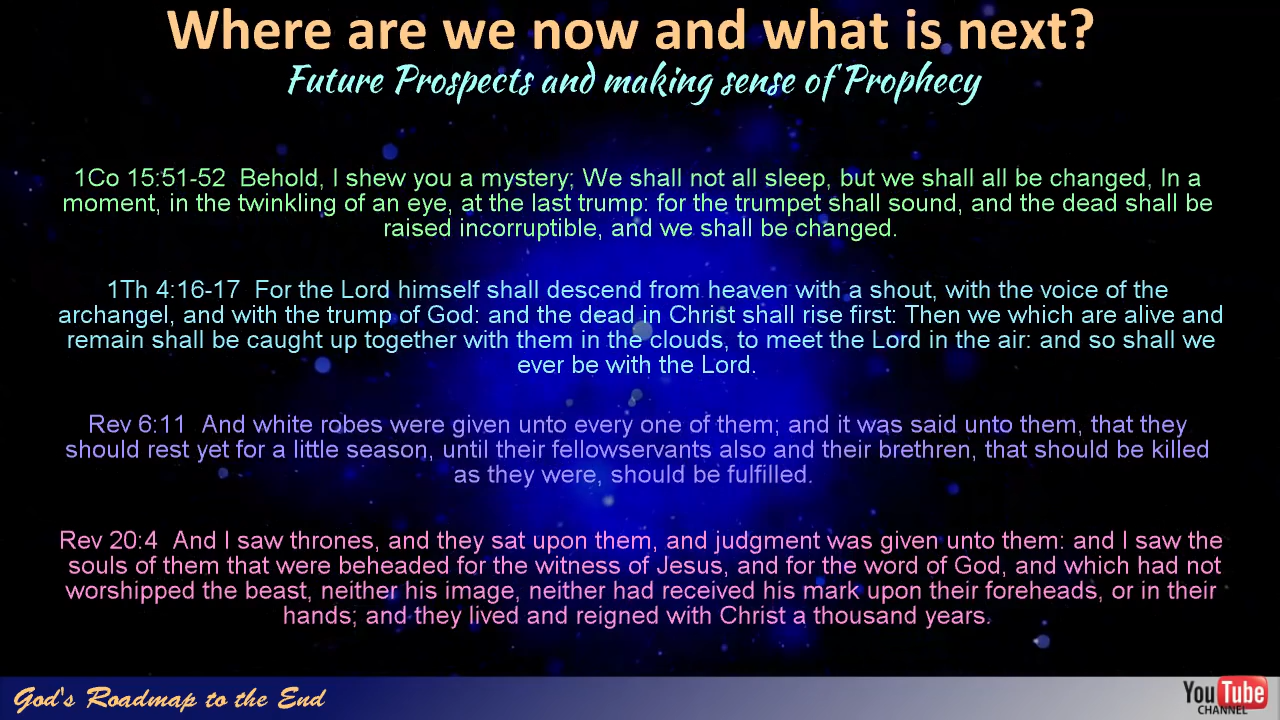 Where are we now and what is next?
Future Prospects and making sense of Prophecy
1Co 15:51-52  Behold, I shew you a mystery; We shall not all sleep, but we shall all be changed, In a
moment, in the twinkling of an eye, at the last trump: for the trumpet shall sound, and the dead shall be
raised incorruptible, and we shall be changed.
1Th 4:16-17  For the Lord himself shall descend from heaven with a shout, with the voice of the
archangel, and with the trump of God: and the dead in Christ shall rise first: Then we which are alive and
remain shall be caught up together with them in the clouds, to meet the Lord in the air: and so shall we
ever be with the Lord.
Rev 6:11  And white robes were given unto every one of them; and it was said unto them, that they
should rest yet for a little season, until their fellowservants also and their brethren, that should be killed
as they were, should be fulfilled.
Rev 20:4  And I saw thrones, and they sat upon them, and judgment was given unto them: and I saw the
souls of them that were beheaded for the witness of Jesus, and for the word of God, and which had not
worshipped the beast, neither his image, neither had received his mark upon their foreheads, or in their
hands; and they lived and reigned with Christ a thousand years.
God's Roadmap to the End
YouTube
CHANNEL